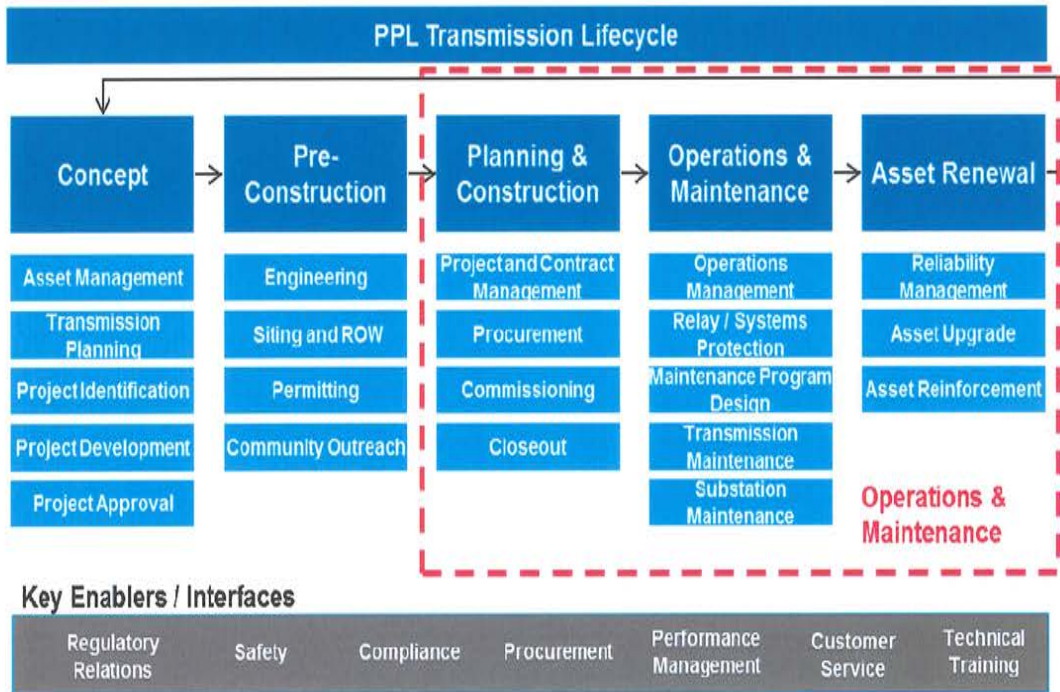 PPL Transmission Lifecycle
Concept
Pre-
Construction
Planning &
Construction
Operations &
Maintenance
Asset Renewal
Asset Management
Transmission
Planning
Project Identification
Project Development
Project Approval
Engineering
Siting and ROW
Permitting
Community Outreach
Project and Contract
Management
Procurement
Commissioning
Closeout
Operations
Management
Relay / Systems
Protection
Maintenance Program
Design
Transmission
Maintenance
Substation
Maintenance
Reliability
Management
Asset Upgrade
Asset Reinforcement
Operations &
Maintenance
Key Enablers / Interfaces
Regulatory
Relations
Safety
Compliance
Procurement
Performance
Management
Customer
Service
Technical
Training